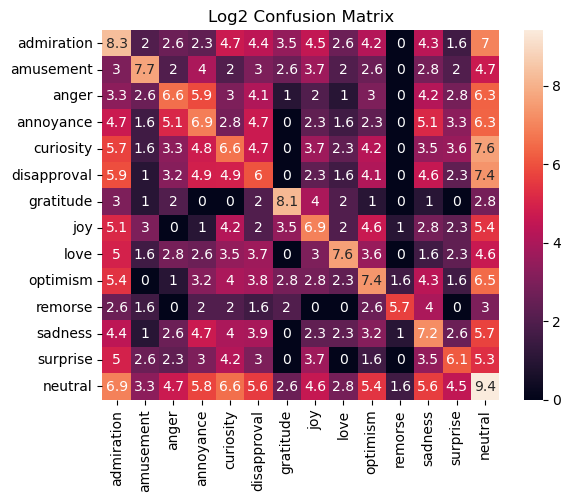 Log2 Confusion Matrix
admiration 8.3 2 2.6 2.3 4.7 4.4 3.5 4.5 2.6 4.2 0 4.3 1.6 7
amusement 3 7.7 2 4 2 3 2.6 3.7 2 2.6 0 2.8 2 4.7
anger 3.3 2.6 6.6 5.9 3 4.1 1 2 1 3 0 4.2 2.8 6.3
annoyance 4.7 1.6 5.1 6.9 2.8 4.7 0 2.3 1.6 2.3 0 5.1 3.3 6.3
curiosity 5.7 1.6 3.3 4.8 6.6 4.7 0 3.7 2.3 4.2 0 3.5 3.6 7.6
disapproval 5.9 1 3.2 4.9 4.9 6 0 2.3 1.6 4.1 0 4.6 2.3 7.4
gratitude 3 1 2 0 0 2 8.1 4 2 1 0 1 0 2.8
joy 5.1 3 0 1 4.2 2 3.5 6.9 2 4.6 1 2.8 2.3 5.4
love 5 1.6 2.8 2.6 3.5 3.7 0 3 7.6 3.6 0 1.6 2.3 4.6
optimism 5.4 0 1 3.2 4 3.8 2.8 2.8 2.3 7.4 1.6 4.3 1.6 6.5
remorse 2.6 1.6 0 2 2 1.6 2 0 0 2.6 5.7 4 0 3
sadness 4.4 1 2.6 4.7 4 3.9 0 2.3 2.3 3.2 1 7.2 2.6 5.7
surprise 5 2.6 2.3 3 4.2 3 0 3.7 0 1.6 0 3.5 6.1 5.3
neutral 6.9 3.3 4.7 5.8 6.6 5.6 2.6 4.6 2.8 5.4 1.6 5.6 4.5 9.4
admiration amusement anger annoyance curiosity disapproval gratitude joy love optimism remorse sadness surprise neutral
8
6
4
2
0